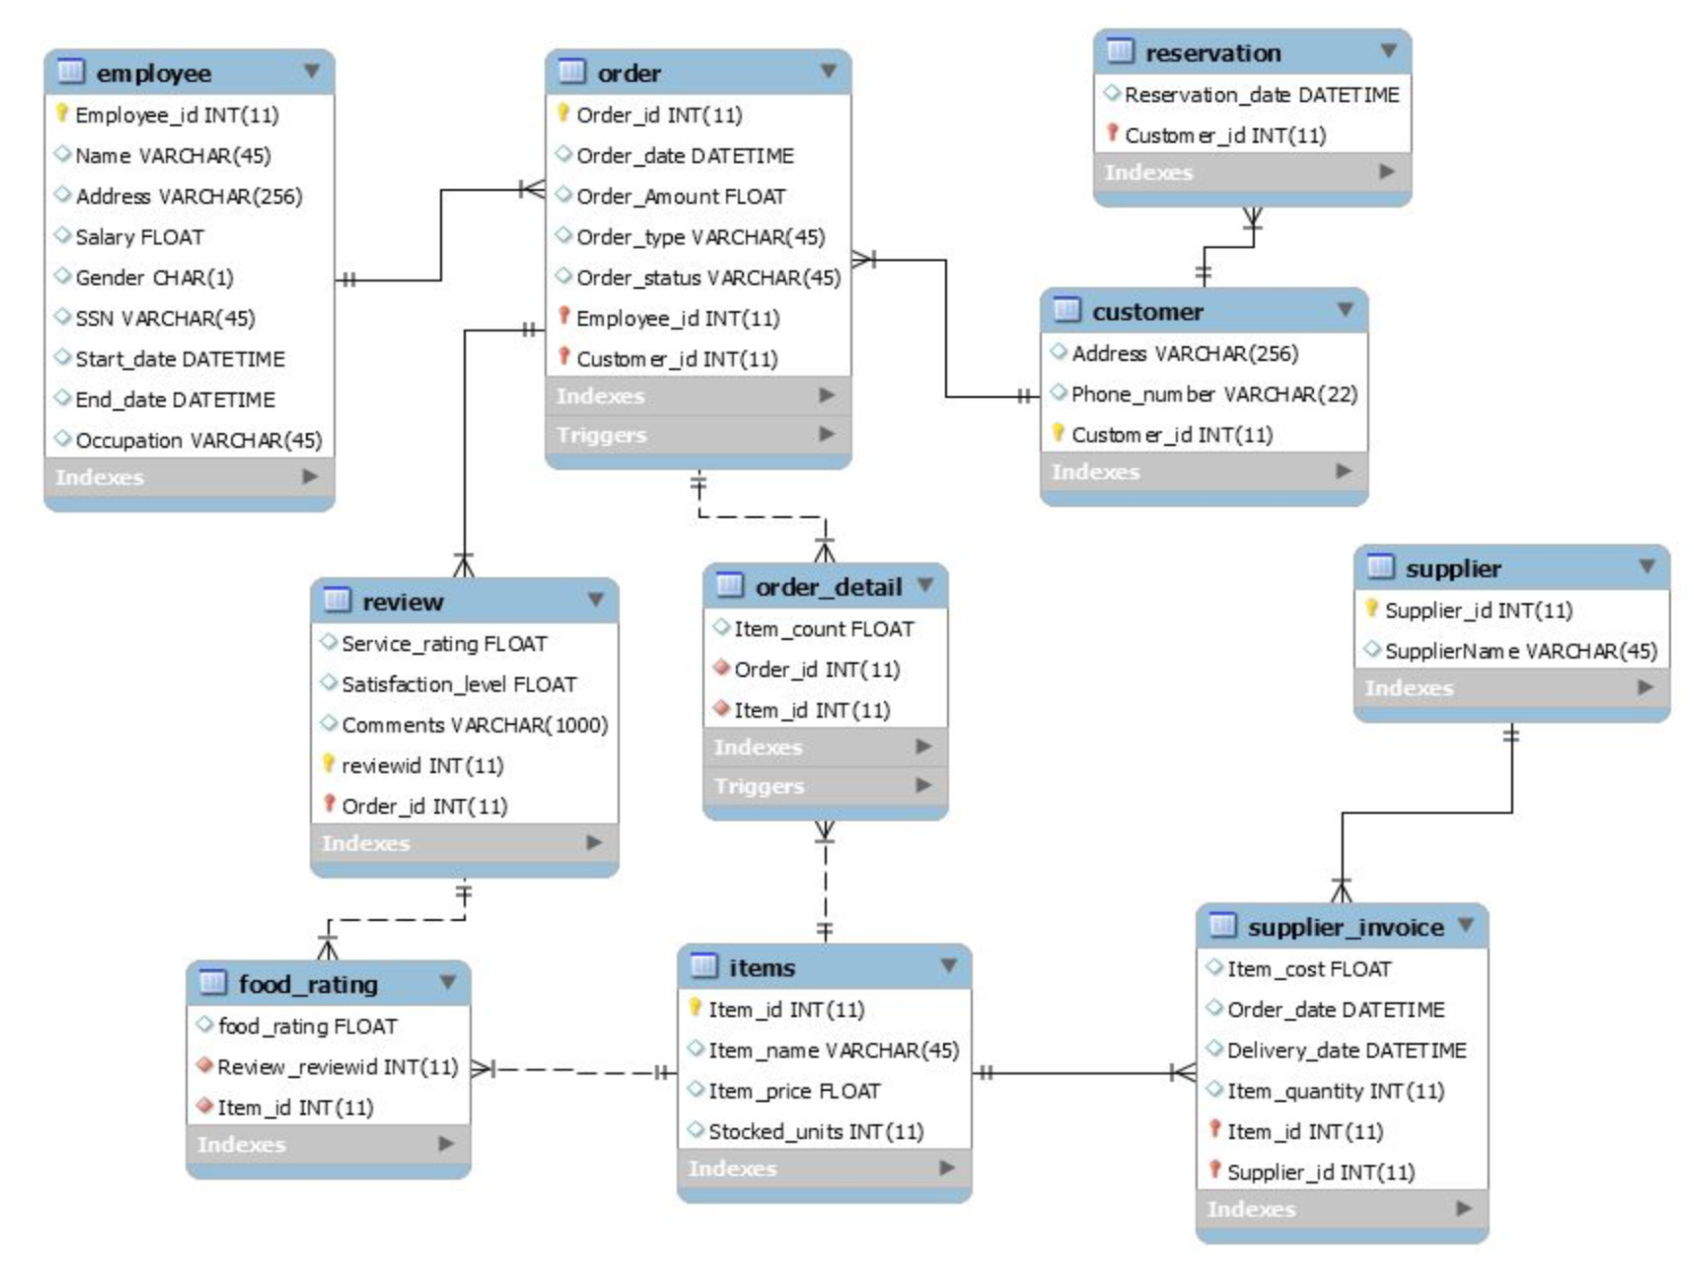 employee
Employee_id INT(11)
Name VARCHAR(45)
Address VARCHAR(256)
Salary FLOAT
Gender CHAR(1)
SSN VARCHAR(45)
Start_date DATETIME
End_date DATETIME
Occupation VARCHAR(45)
Indexes
order
Order_id INT(11)
Order_date DATETIME
Order_Amount FLOAT
Order_type VARCHAR(45)
Order_status VARCHAR(45)
Employee_id INT(11)
Customer_id INT(11)
Indexes
Triggers
reservation
Reservation_date DATETIME
Customer_id INT(11)
Indexes
customer
Address VARCHAR(256)
Phone_number VARCHAR(22)
Customer_id INT(11)
Indexes
review
Service_rating FLOAT
Satisfaction_level FLOAT
Comments VARCHAR(1000)
reviewid INT(11)
Order_id INT(11)
Indexes
order_detail
Item_count FLOAT
Order_id INT(11)
Item_id INT(11)
Indexes
Triggers
supplier
Supplier_id INT(11)
SupplierName VARCHAR(45)
Indexes
food_rating
food_rating FLOAT
Review_reviewid INT(11)
Item_id INT(11)
Indexes
items
Item_id INT(11)
Item_name VARCHAR(45)
Item_price FLOAT
Stocked_units INT(11)
Indexes
supplier_invoice
Item_cost FLOAT
Order_date DATETIME
Delivery_date DATETIME
Item_quantity INT(11)
Item_id INT(11)
Supplier_id INT(11)
Indexes